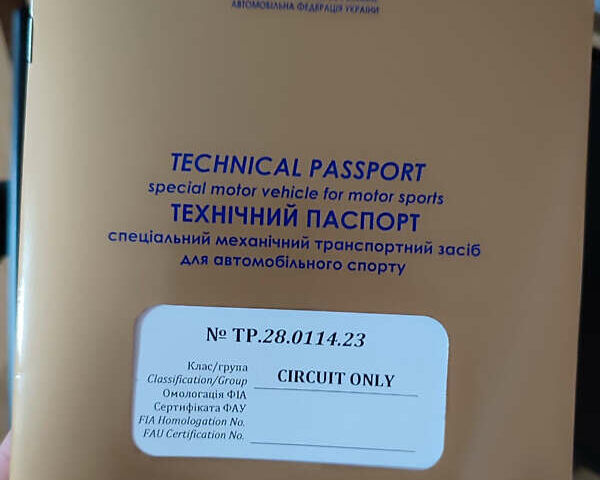 АВТОМОБІЛЬНА ФЕДЕРАЦІЯ УКРАЇНИ
TECHNICAL PASSPORT
special motor vehicle for motor sports
ТЕХНІЧНИЙ ПАСПОРТ
спеціальний механічний транспортний засіб
для автомобільного спорту
№ TP.28.0114.23
Клас/група
Classification/Group CIRCUIT ONLY
Омологація ФІА
Сертифіката ФАУ
FIA Homologation No.
FAU Certification No.